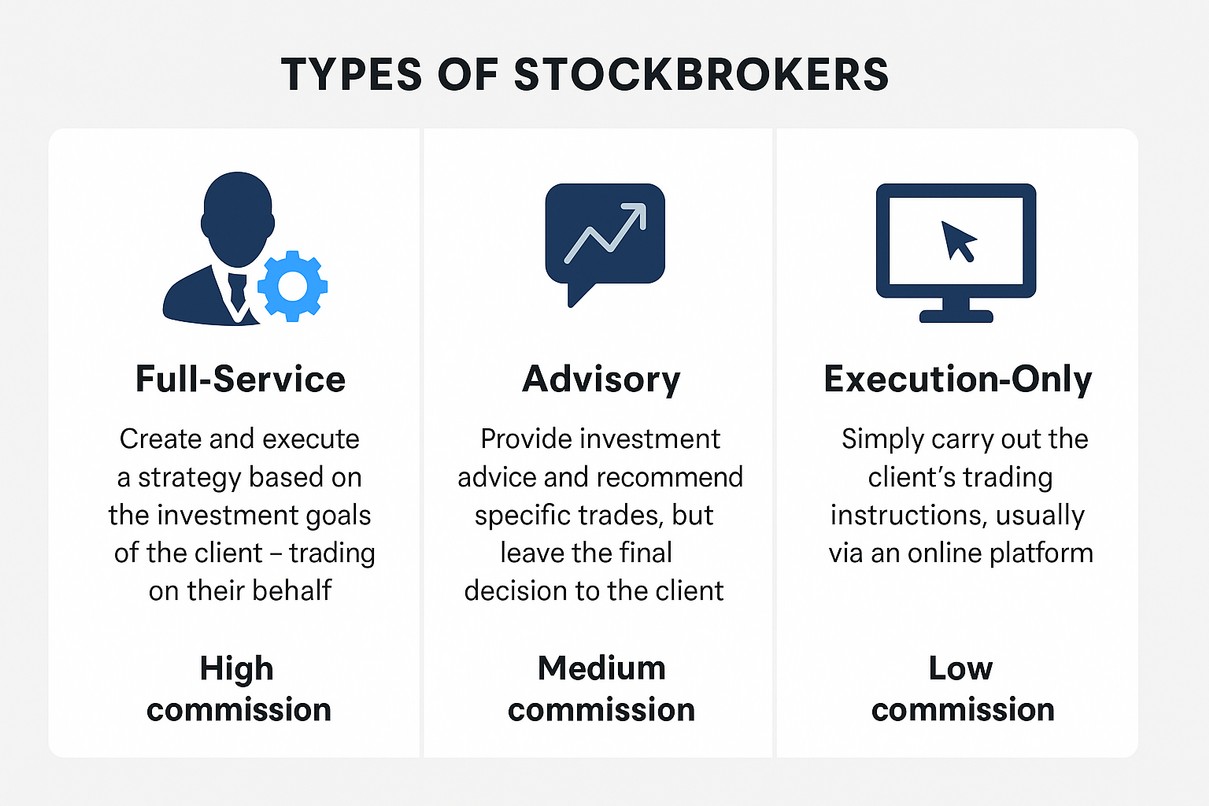 TYPES OF STOCKBROKERS
Full-Service
Create and execute
a strategy based on
the investment goals
of the client – trading
on their behalf
High
commission
Advisory
Provide investment
advice and recommend
specific trades, but
leave the final
decision to the client
Medium
commission
Execution-Only
Simply carry out the
client’s trading
instructions, usually
via an online platform
Low
commission